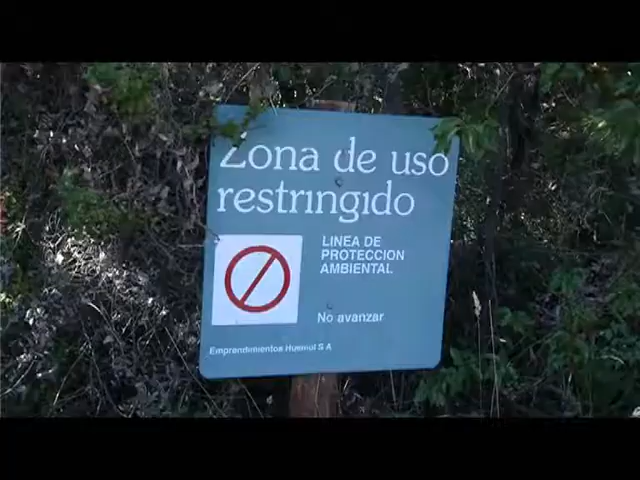 Zona de uso
restringido
LINEA DE
PROTECCION
AMBIENTAL
No avanzar
Emprendimientos Huemul S A